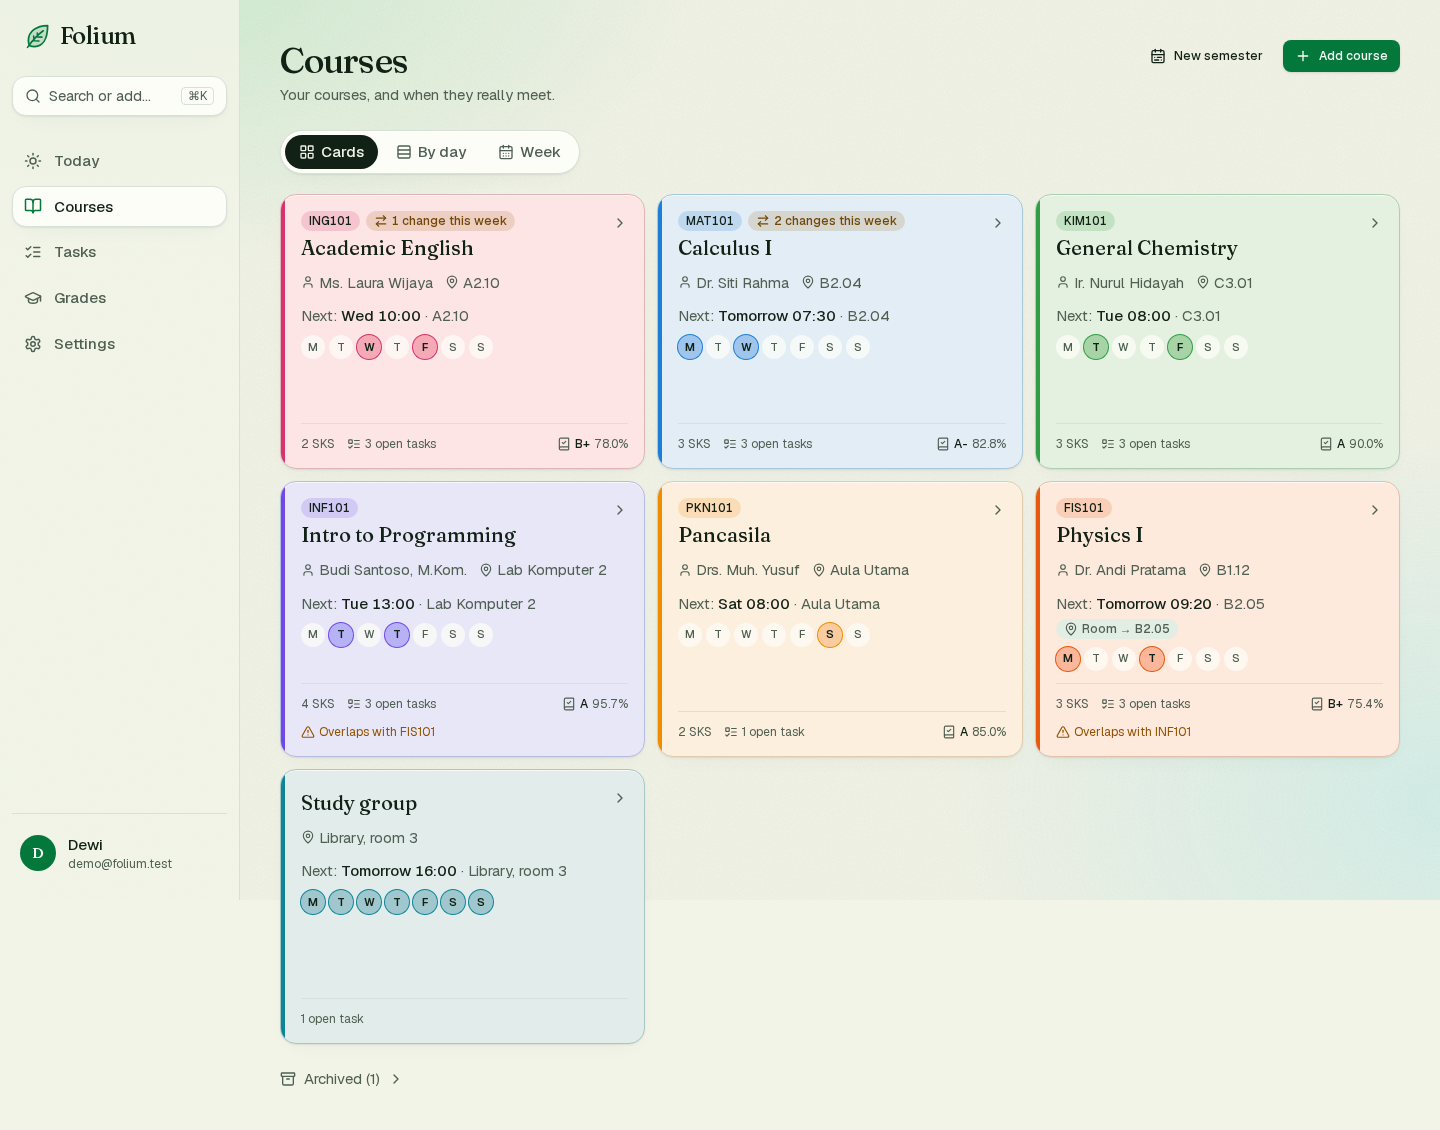 Folium
Search or add... ⌘K
Today
Courses
Tasks
Grades
Settings
D
Dewi
demo@folium.test
Courses
Your courses, and when they really meet.
New semester
Add course
Cards By day Week
ING101 1 change this week
Academic English
Ms. Laura Wijaya A2.10
Next: Wed 10:00 · A2.10
M T W T F S S
2 SKS 3 open tasks B+ 78.0%
MAT101 2 changes this week
Calculus I
Dr. Siti Rahma B2.04
Next: Tomorrow 07:30 · B2.04
M T W T F S S
3 SKS 3 open tasks A- 82.8%
KIM101
General Chemistry
Ir. Nurul Hidayah C3.01
Next: Tue 08:00 · C3.01
M T W T F S S
3 SKS 3 open tasks A 90.0%
INF101
Intro to Programming
Budi Santoso, M.Kom. Lab Komputer 2
Next: Tue 13:00 · Lab Komputer 2
M T W T F S S
4 SKS 3 open tasks A 95.7%
Overlaps with FIS101
PKN101
Pancasila
Drs. Muh. Yusuf Aula Utama
Next: Sat 08:00 · Aula Utama
M T W T F S S
2 SKS 1 open task A 85.0%
FIS101
Physics I
Dr. Andi Pratama B1.12
Next: Tomorrow 09:20 · B2.05
Room → B2.05
M T W T F S S
3 SKS 3 open tasks B+ 75.4%
Overlaps with INF101
Study group
Library, room 3
Next: Tomorrow 16:00 · Library, room 3
M T W T F S S
1 open task
Archived (1)